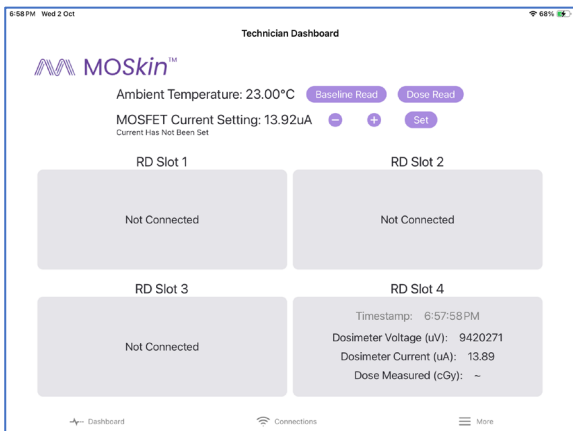 6:58 PM Wed 2 Oct 68%
Technician Dashboard
MOSkin™
Ambient Temperature: 23.00°C Baseline Read Dose Read
MOSFET Current Setting: 13.92uA − + Set
Current Has Not Been Set
RD Slot 1 RD Slot 2
Not Connected Not Connected
RD Slot 3 RD Slot 4
Timestamp: 6:57:58 PM
Dosimeter Voltage (uV): 9420271
Not Connected
Dosimeter Current (uA): 13.89
Dose Measured (cGy): ~
Dashboard Connections More